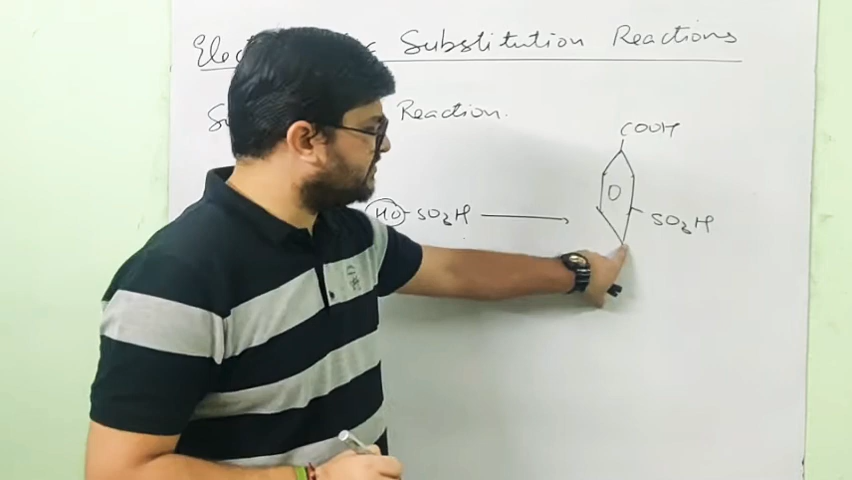 Substitution Reactions
Reaction.
COOH
HO-SO3H
SO3H